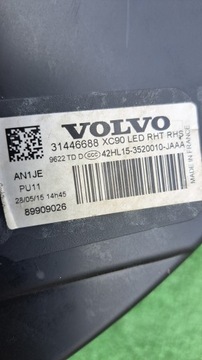 VOLVO
31446688 XC90 LED RHT RHS
9622 TD D CCC 42HL15-3520010-JAAA
AN1JE
PU11
28/05/15 14h45
89909026
MADE IN FRANCE